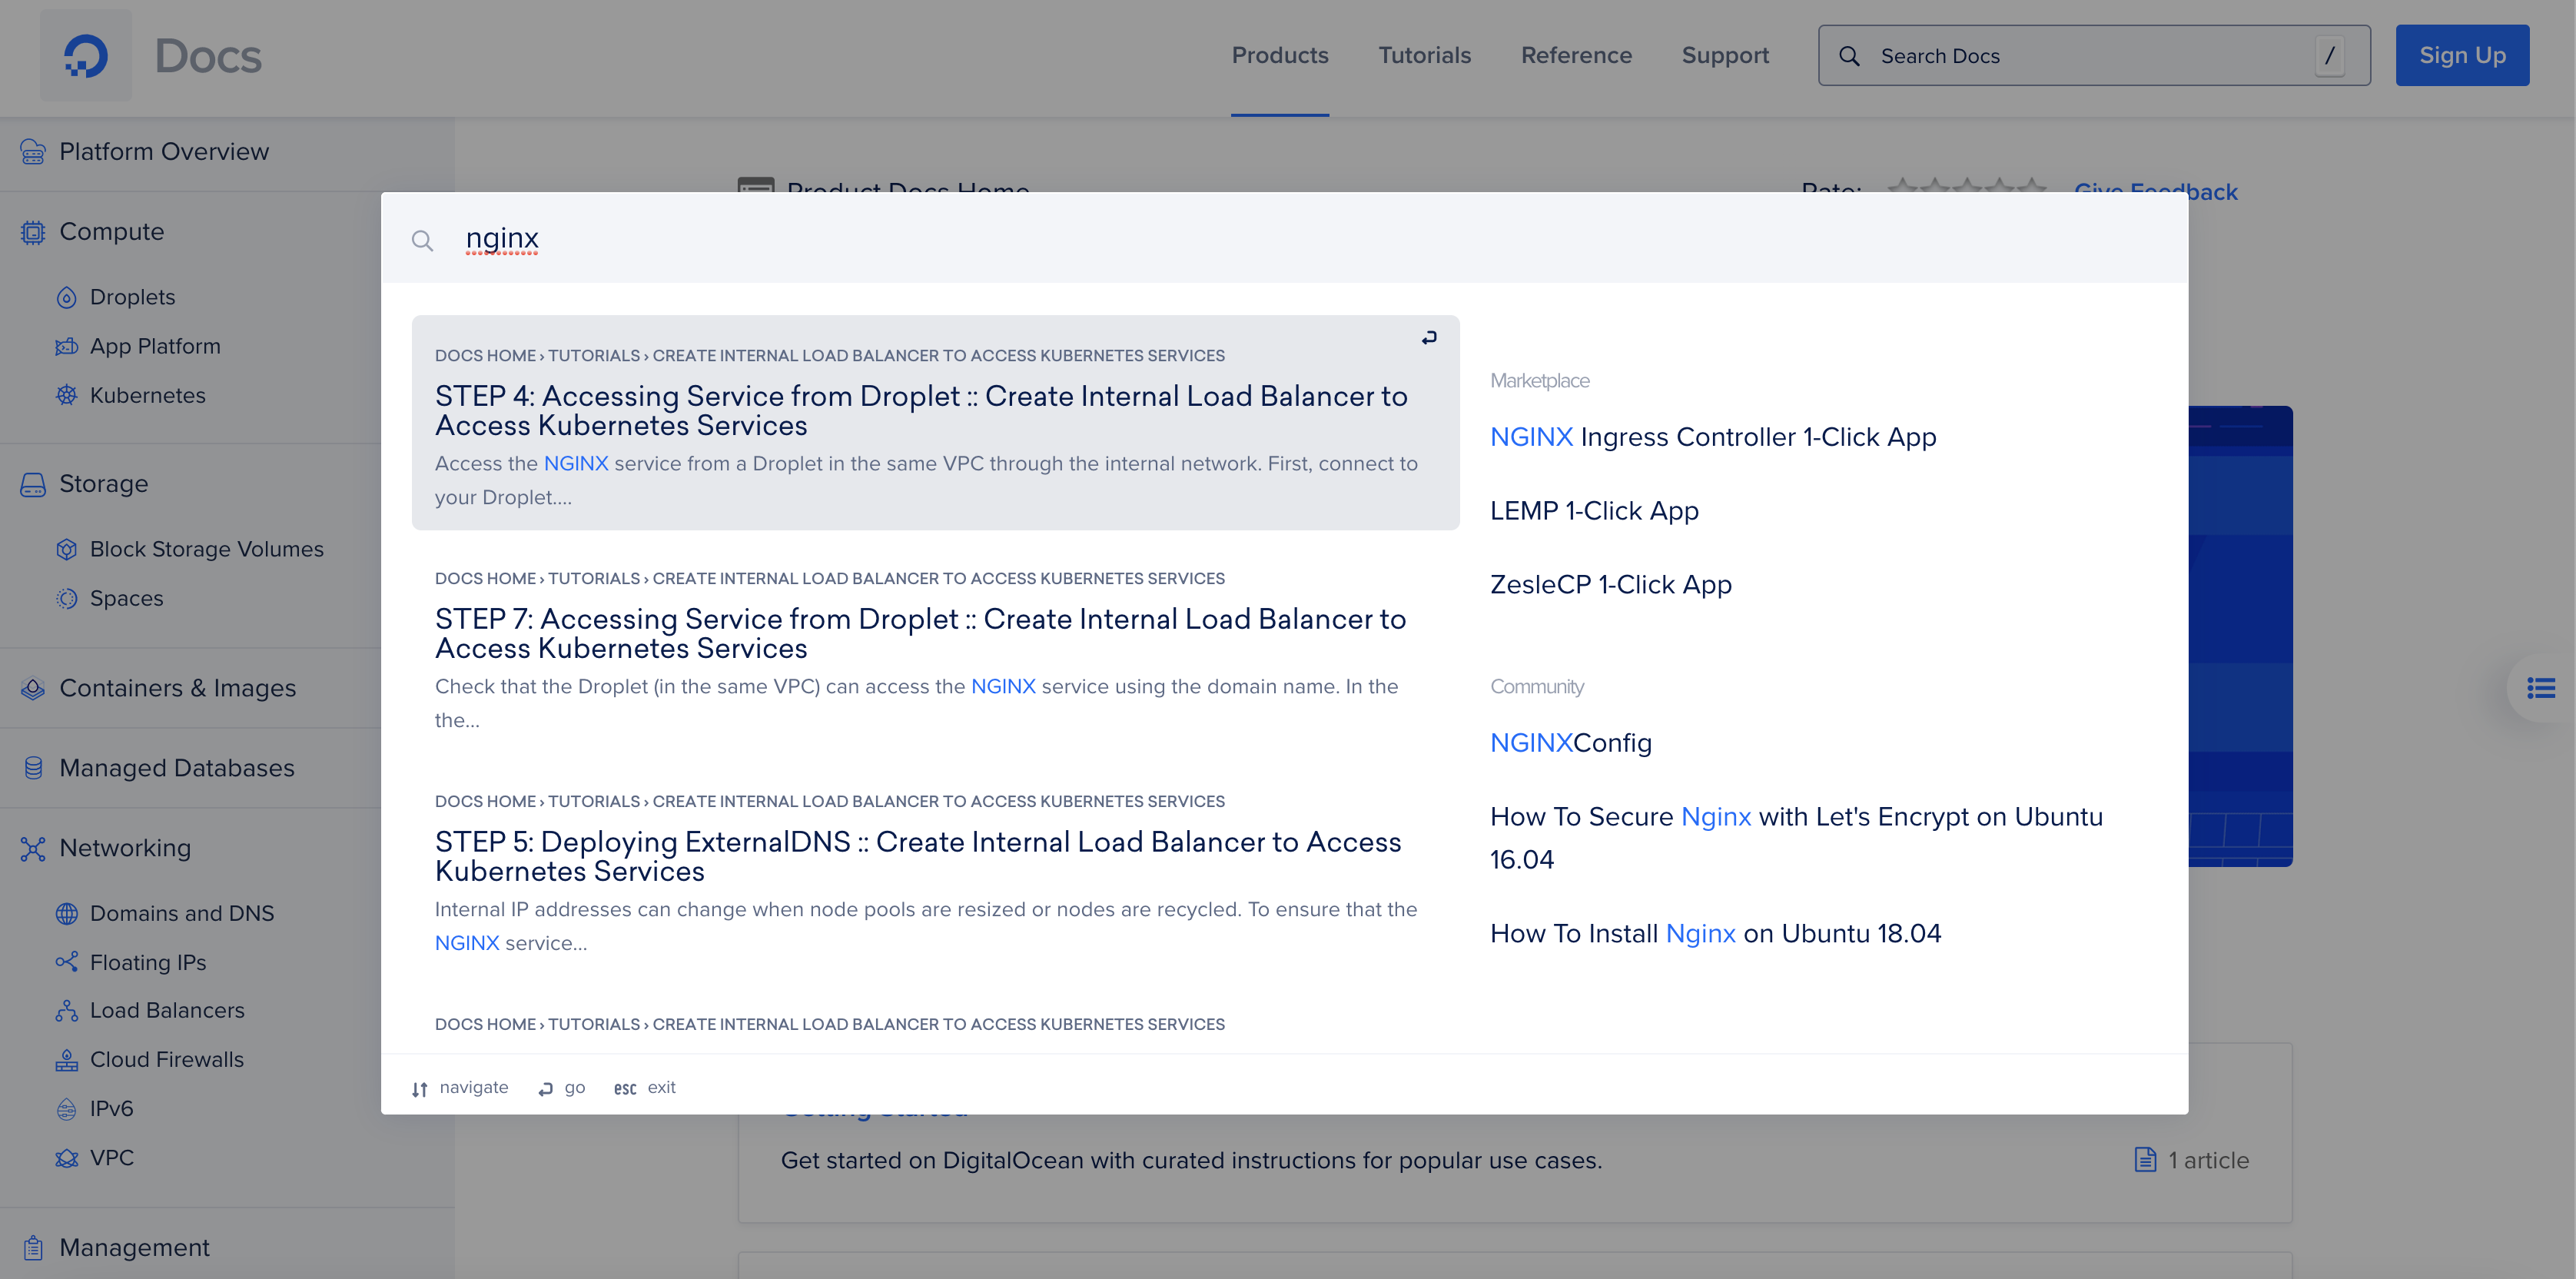 Docs
Products
Tutorials
Reference
Support
Search Docs
/
Sign Up
Platform Overview
Compute
Droplets
App Platform
Kubernetes
Storage
Block Storage Volumes
Spaces
Containers & Images
Managed Databases
Networking
Domains and DNS
Floating IPs
Load Balancers
Cloud Firewalls
IPv6
VPC
Management
Product Docs Home
Rate:
Give Feedback
nginx
DOCS HOME › TUTORIALS › CREATE INTERNAL LOAD BALANCER TO ACCESS KUBERNETES SERVICES
STEP 4: Accessing Service from Droplet :: Create Internal Load Balancer to
Access Kubernetes Services
Access the NGINX service from a Droplet in the same VPC through the internal network. First, connect to
your Droplet....
DOCS HOME › TUTORIALS › CREATE INTERNAL LOAD BALANCER TO ACCESS KUBERNETES SERVICES
STEP 7: Accessing Service from Droplet :: Create Internal Load Balancer to
Access Kubernetes Services
Check that the Droplet (in the same VPC) can access the NGINX service using the domain name. In the
the...
DOCS HOME › TUTORIALS › CREATE INTERNAL LOAD BALANCER TO ACCESS KUBERNETES SERVICES
STEP 5: Deploying ExternalDNS :: Create Internal Load Balancer to Access
Kubernetes Services
Internal IP addresses can change when node pools are resized or nodes are recycled. To ensure that the
NGINX service...
DOCS HOME › TUTORIALS › CREATE INTERNAL LOAD BALANCER TO ACCESS KUBERNETES SERVICES
Marketplace
NGINX Ingress Controller 1-Click App
LEMP 1-Click App
ZesleCP 1-Click App
Community
NGINXConfig
How To Secure Nginx with Let's Encrypt on Ubuntu
16.04
How To Install Nginx on Ubuntu 18.04
navigate
go
esc exit
Getting Started
Get started on DigitalOcean with curated instructions for popular use cases.
1 article